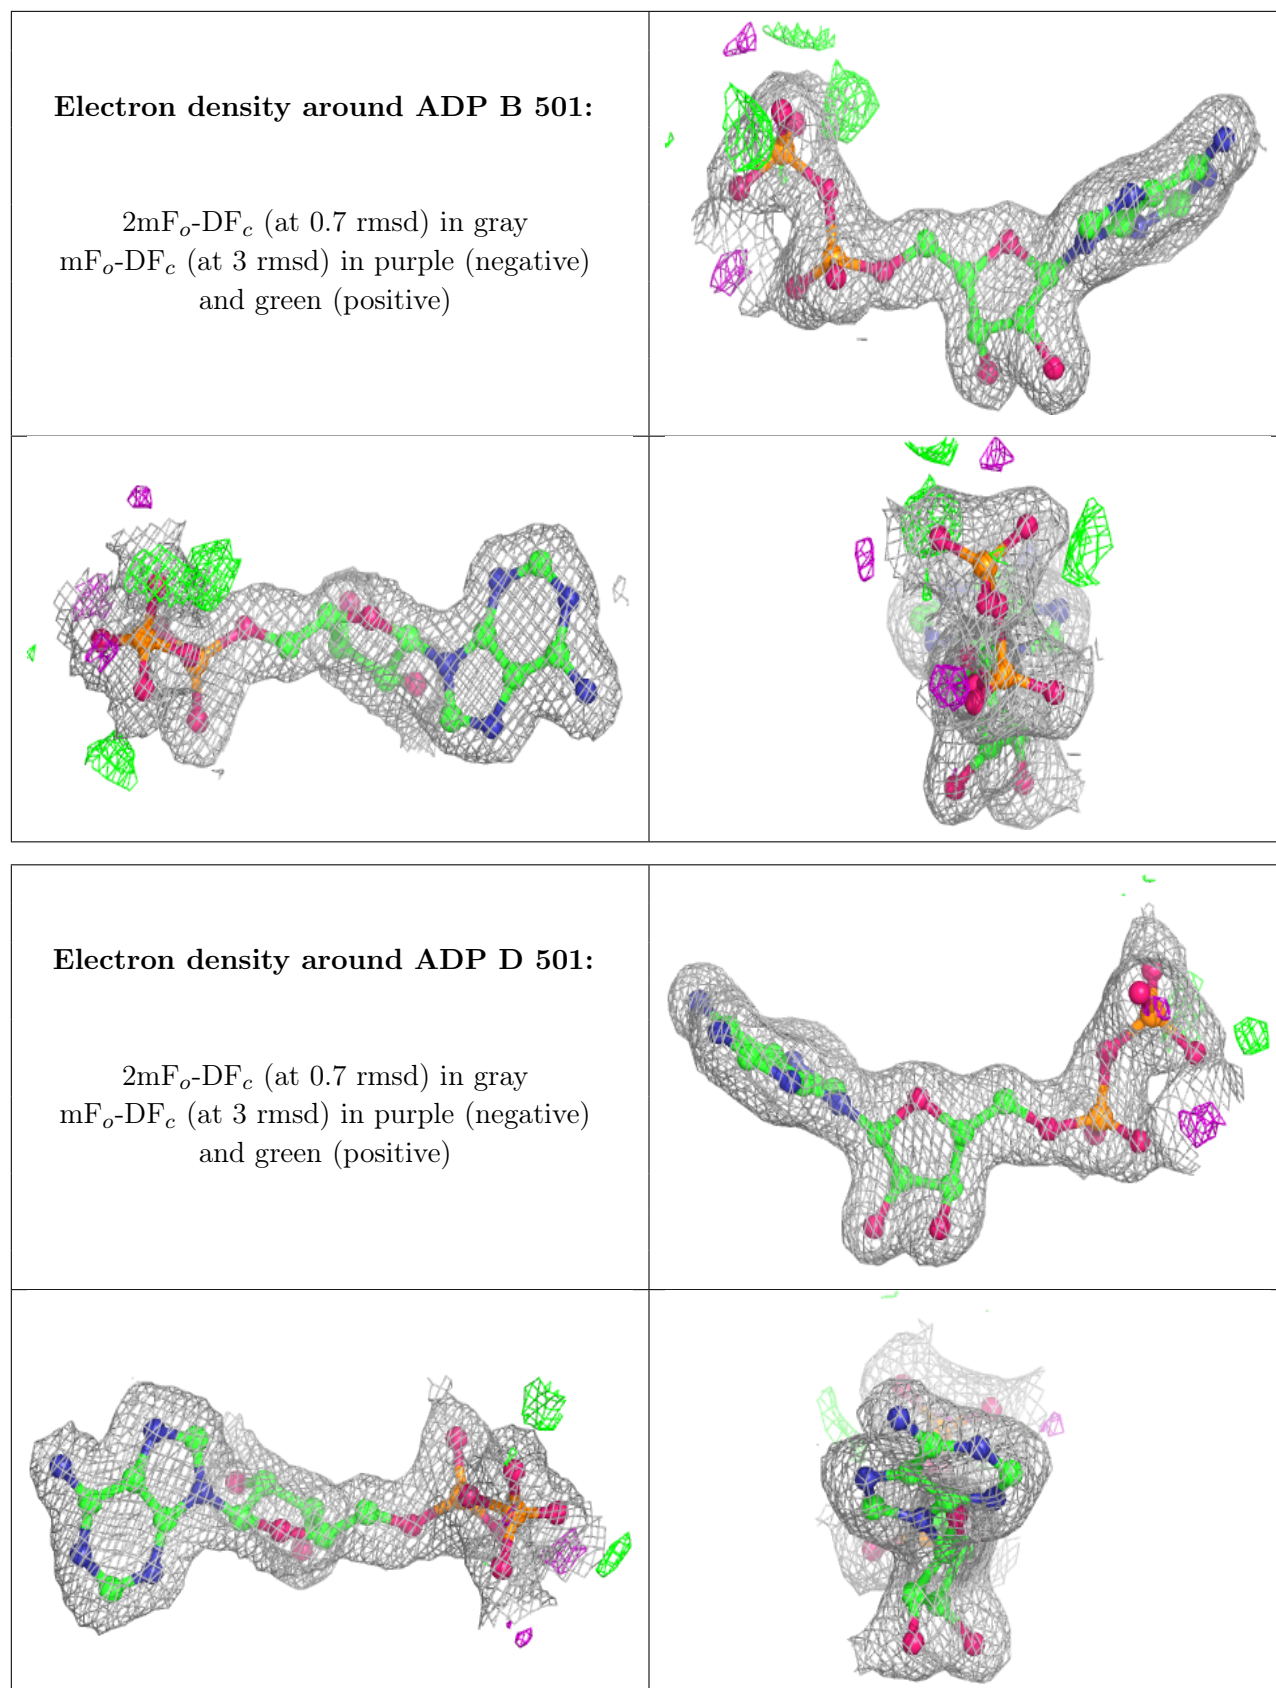 Electron density around ADP B 501:
2mFₒ-DF𝒸 (at 0.7 rmsd) in gray
mFₒ-DF𝒸 (at 3 rmsd) in purple (negative)
and green (positive)
Electron density around ADP D 501:
2mFₒ-DF𝒸 (at 0.7 rmsd) in gray
mFₒ-DF𝒸 (at 3 rmsd) in purple (negative)
and green (positive)